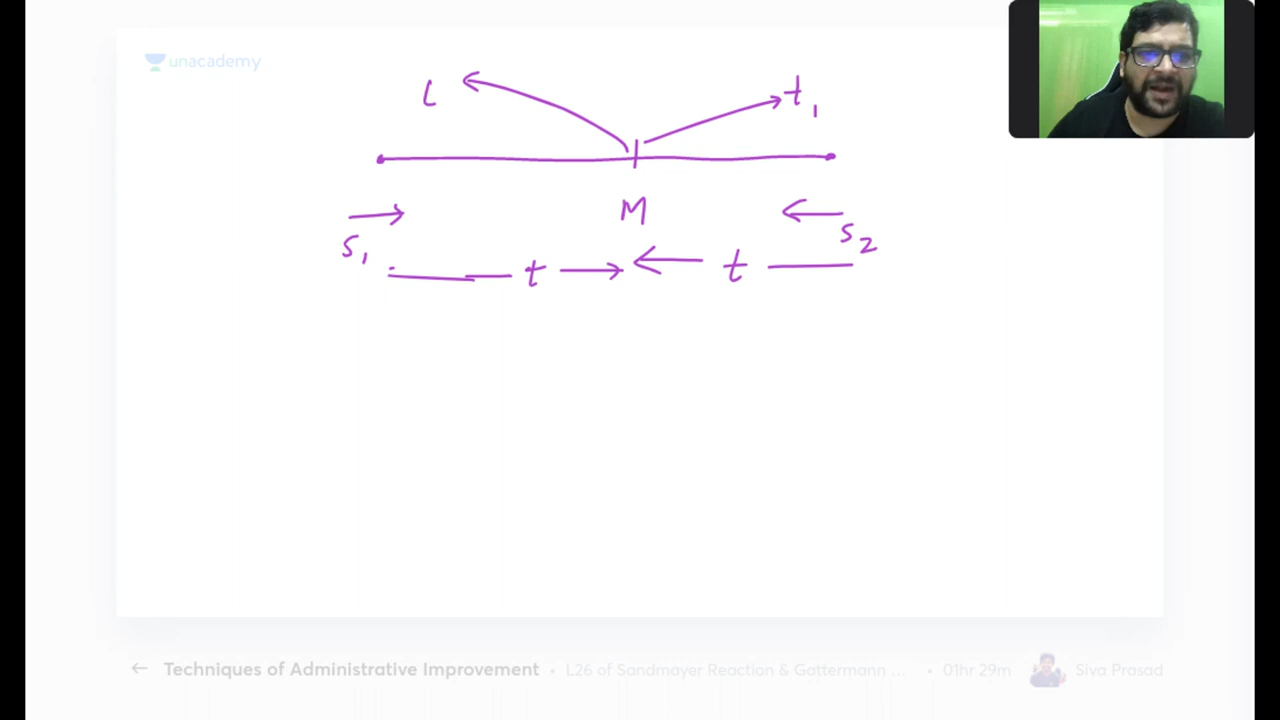 unacademy
t₁
M
S₁ S₂
t t
Techniques of Administrative Improvement • L26 of Sandmayer Reaction & Gattermann ... • 01hr 29m Siva Prasad